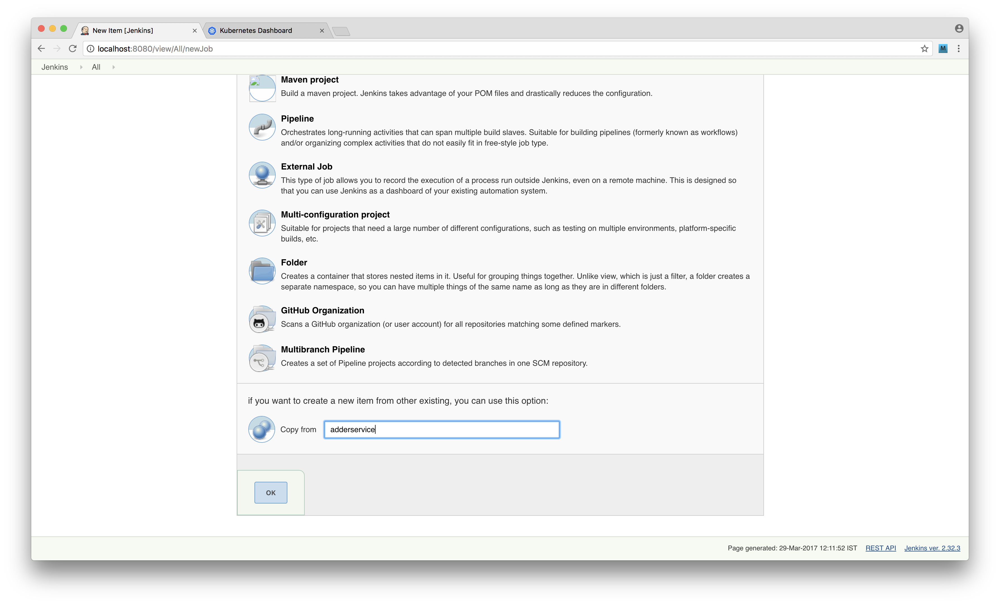 New Item [Jenkins]
Kubernetes Dashboard
localhost:8080/view/All/newJob
M
Jenkins All
Maven project
Build a maven project. Jenkins takes advantage of your POM files and drastically reduces the configuration.
Pipeline
Orchestrates long-running activities that can span multiple build slaves. Suitable for building pipelines (formerly known as workflows)
and/or organizing complex activities that do not easily fit in free-style job type.
External Job
This type of job allows you to record the execution of a process run outside Jenkins, even on a remote machine. This is designed so
that you can use Jenkins as a dashboard of your existing automation system.
Multi-configuration project
Suitable for projects that need a large number of different configurations, such as testing on multiple environments, platform-specific
builds, etc.
Folder
Creates a container that stores nested items in it. Useful for grouping things together. Unlike view, which is just a filter, a folder creates a
separate namespace, so you can have multiple things of the same name as long as they are in different folders.
GitHub Organization
Scans a GitHub organization (or user account) for all repositories matching some defined markers.
Multibranch Pipeline
Creates a set of Pipeline projects according to detected branches in one SCM repository.
if you want to create a new item from other existing, you can use this option:
Copy from adderservice
OK
Page generated: 29-Mar-2017 12:11:52 IST REST API Jenkins ver. 2.32.3